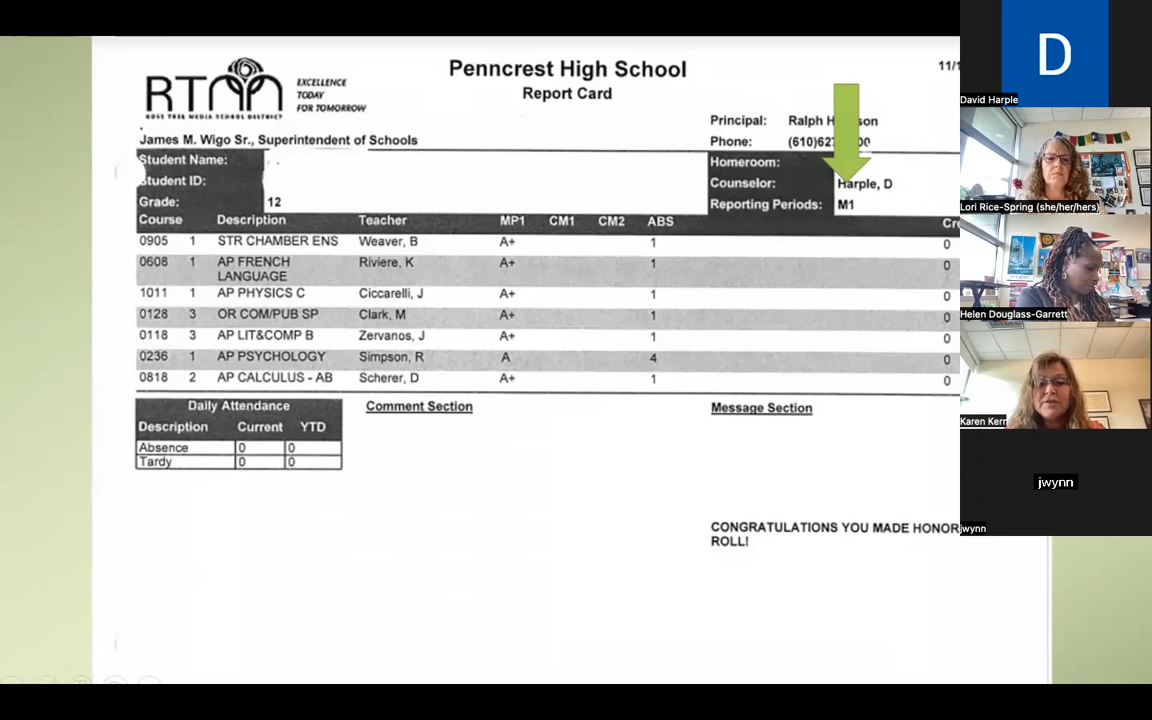 RTM
ROSE TREE MEDIA SCHOOL DISTRICT
EXCELLENCE
TODAY
FOR TOMORROW
Penncrest High School
Report Card
11/1
Principal: Ralph H son
Phone: (610)62 00
James M. Wigo Sr., Superintendent of Schools
Student Name:
Student ID:
Grade: 12
Homeroom:
Counselor: Harple, D
Reporting Periods: M1
Course Description Teacher MP1 CM1 CM2 ABS Cr
0905 1 STR CHAMBER ENS Weaver, B A+ 1 0
0608 1 AP FRENCH LANGUAGE Riviere, K A+ 1 0
1011 1 AP PHYSICS C Ciccarelli, J A+ 1 0
0128 3 OR COM/PUB SP Clark, M A+ 1 0
0118 3 AP LIT&COMP B Zervanos, J A+ 1 0
0236 1 AP PSYCHOLOGY Simpson, R A 4 0
0818 2 AP CALCULUS - AB Scherer, D A+ 1 0
Daily Attendance
Description Current YTD
Absence 0 0
Tardy 0 0
Comment Section
Message Section
CONGRATULATIONS YOU MADE HONOR
ROLL!
D
David Harple
Lori Rice-Spring (she/her/hers)
Helen Douglass-Garrett
Karen Kerr
jwynn
jwynn